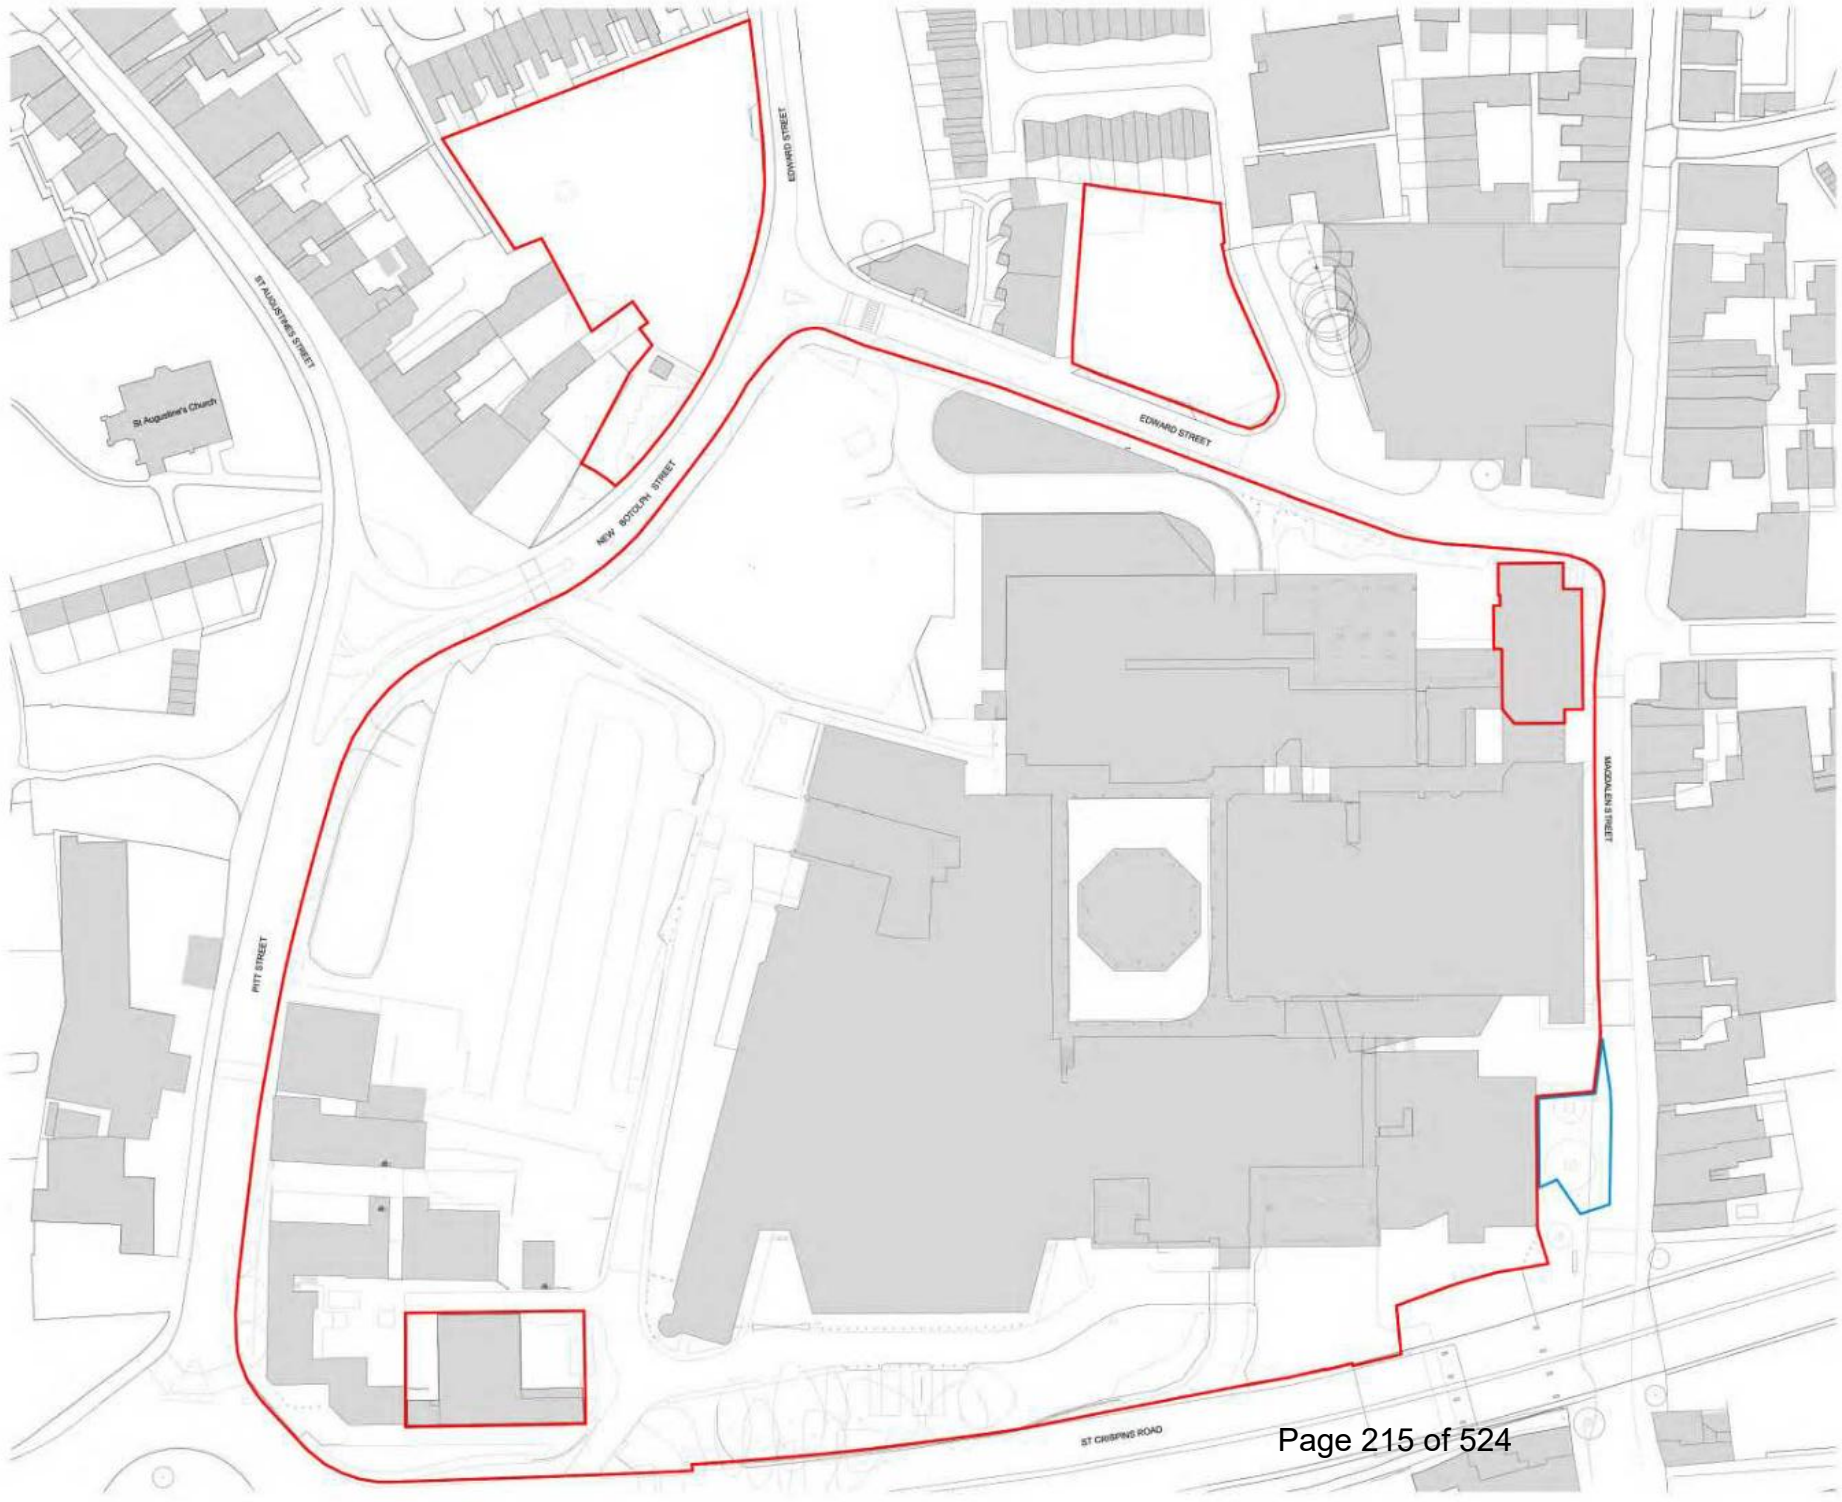 EDWARD STREET
ST AUGUSTINES STREET
St Augustine's Church
EDWARD STREET
NEW BOTOLPH STREET
MAGDALEN STREET
PITT STREET
ST CRISPINS ROAD
Page 215 of 524